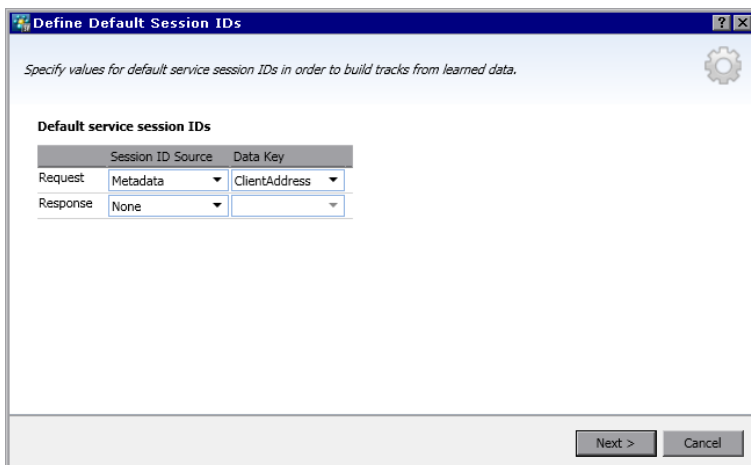 Define Default Session IDs
Specify values for default service session IDs in order to build tracks from learned data.
Default service session IDs
Session ID Source Data Key
Request Metadata ClientAddress
Response None
Next > Cancel